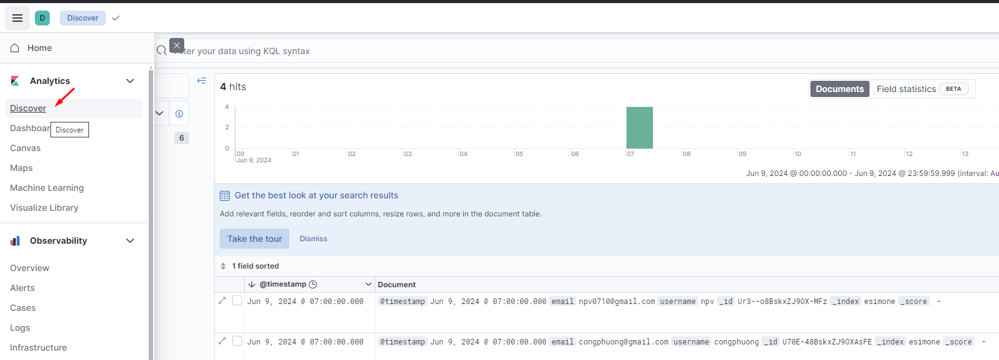 D Discover
Home
Filter your data using KQL syntax
Analytics
Discover
Dashboar
Discover
Canvas
Maps
Machine Learning
Visualize Library
Observability
Overview
Alerts
Cases
Logs
Infrastructure
6
4 hits
Documents Field statistics BETA
4
2
0
00 01 02 03 04 05 06 07 08 09 10 11 12 13
Jun 9, 2024
Jun 9, 2024 @ 00:00:00.000 - Jun 9, 2024 @ 23:59:59.999 (interval: Au
Get the best look at your search results
Add relevant fields, reorder and sort columns, resize rows, and more in the document table.
Take the tour Dismiss
1 field sorted
@timestamp Document
Jun 9, 2024 @ 07:00:00.000 @timestamp Jun 9, 2024 @ 07:00:00.000 email npv0710@gmail.com username npv _id Ur3--o8BskxZJ9OX-MFz _index esimone _score -
Jun 9, 2024 @ 07:00:00.000 @timestamp Jun 9, 2024 @ 07:00:00.000 email congphuong@gmail.com username congphuong _id U70E-48BskxZJ9OXAsFE _index esimone _score -